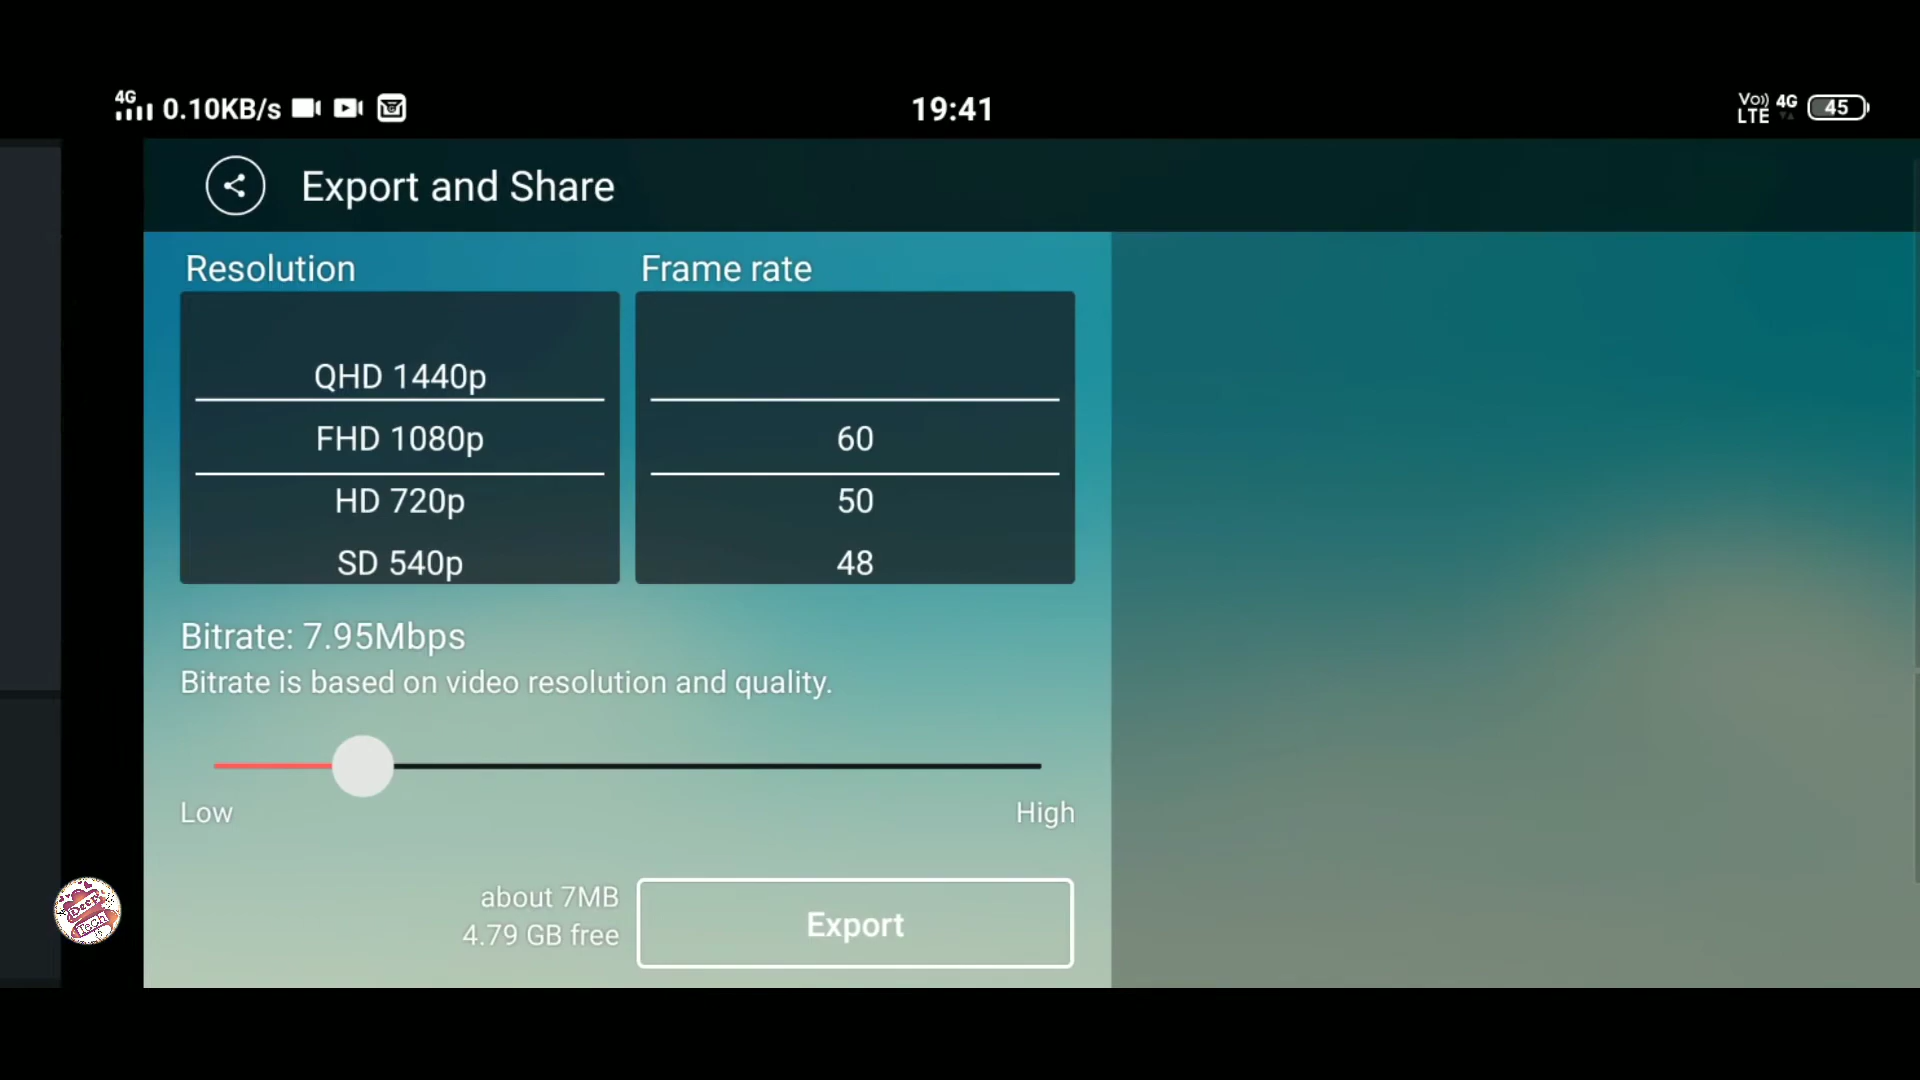 4G 0.10KB/s 19:41 Vo)) LTE 4G 45
Export and Share
Resolution Frame rate
QHD 1440p
FHD 1080p 60
HD 720p 50
SD 540p 48
Bitrate: 7.95Mbps
Bitrate is based on video resolution and quality.
Low High
about 7MB
4.79 GB free
Export
Deep
Tech